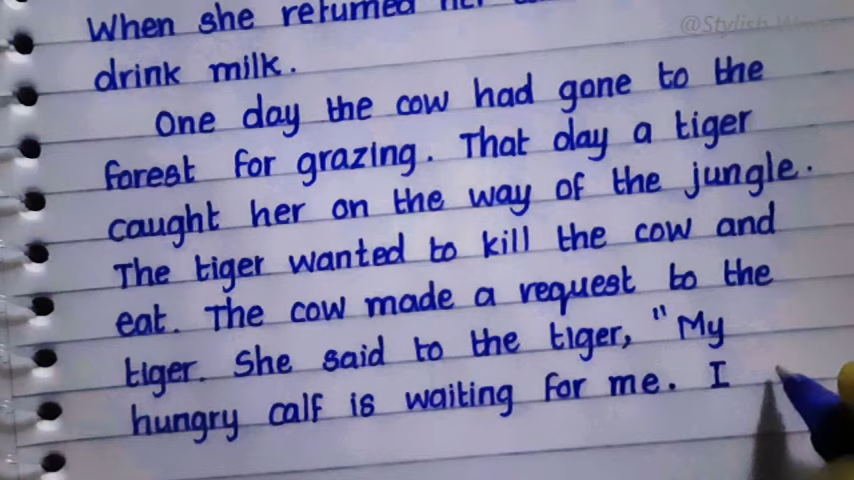 @Stylish
When she returned her
drink milk.
One day the cow had gone to the
forest for grazing. That day a tiger
caught her on the way of the jungle.
The tiger wanted to kill the cow and
eat. The cow made a request to the
tiger. She said to the tiger, "My
hungry calf is waiting for me. I